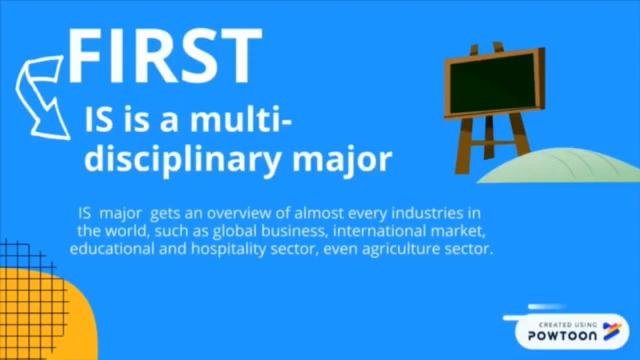 FIRST
IS is a multi-
disciplinary major
IS major gets an overview of almost every industries in
the world, such as global business, international market,
educational and hospitality sector, even agriculture sector.
CREATED USING
POWTOON